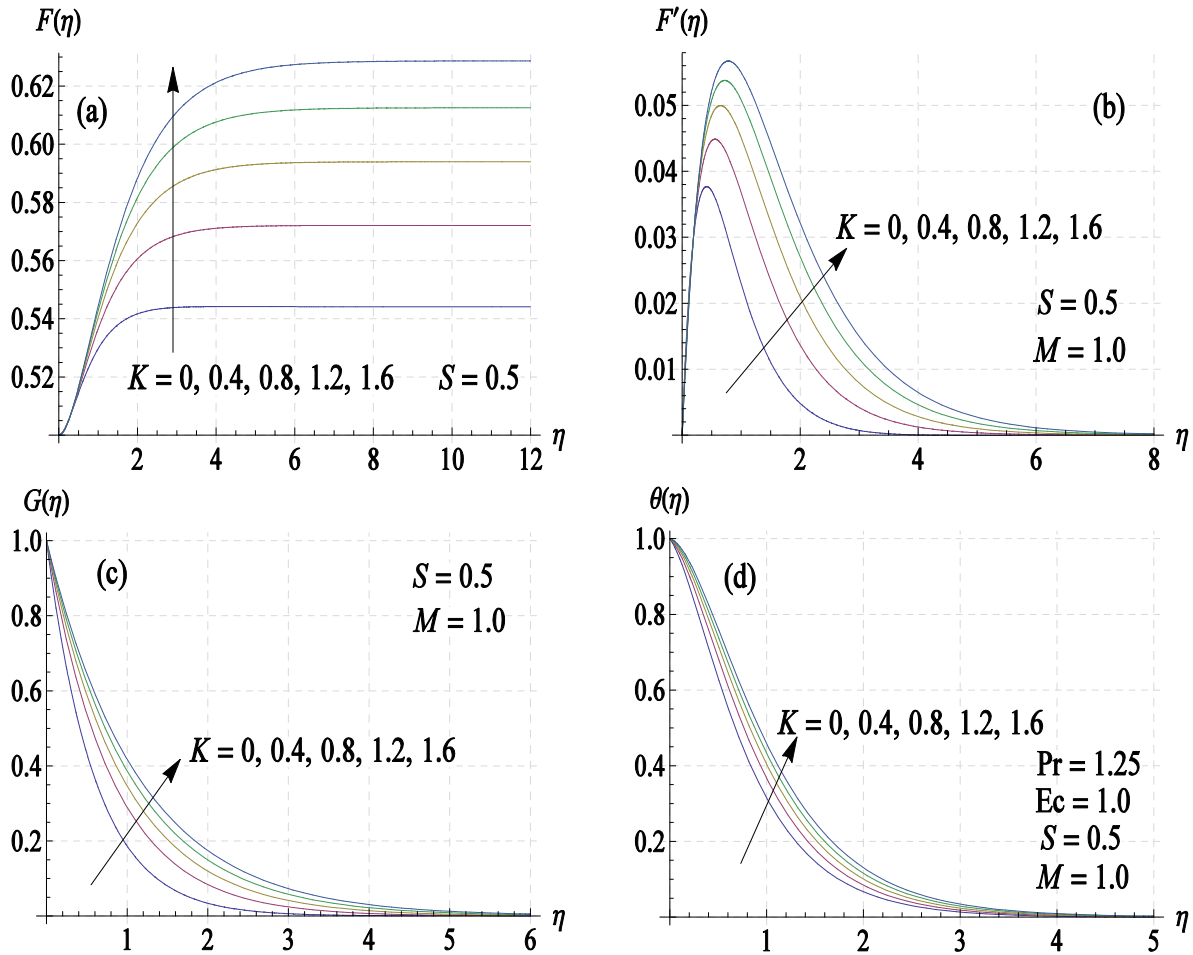 F(η)
(a)
0.62
0.60
0.58
0.56
0.54
0.52
K = 0, 0.4, 0.8, 1.2, 1.6 S = 0.5
2 4 6 8 10 12 η
F′(η)
(b)
0.05
0.04
0.03
0.02
0.01
K = 0, 0.4, 0.8, 1.2, 1.6
S = 0.5
M = 1.0
2 4 6 8 η
G(η)
(c)
1.0
0.8
0.6
0.4
0.2
S = 0.5
M = 1.0
K = 0, 0.4, 0.8, 1.2, 1.6
1 2 3 4 5 6 η
θ(η)
(d)
1.0
0.8
0.6
0.4
0.2
K = 0, 0.4, 0.8, 1.2, 1.6
Pr = 1.25
Ec = 1.0
S = 0.5
M = 1.0
1 2 3 4 5 η